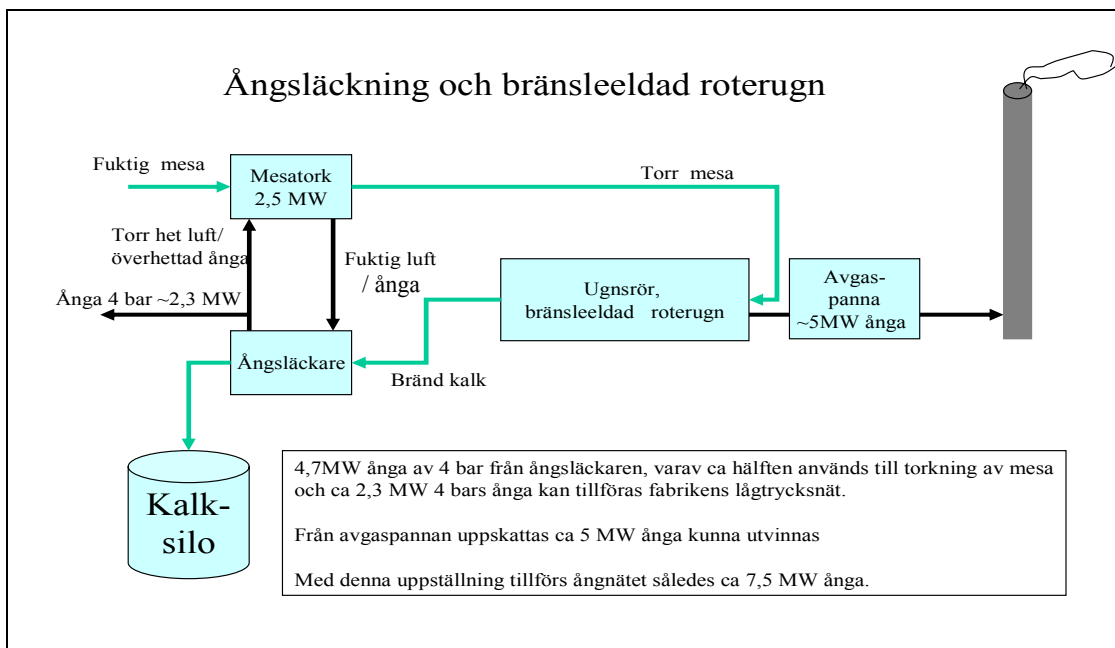 Ångsläckning och bränsleeldad roterugn
Fuktig mesa
Mesatork
2,5 MW
Torr mesa
Torr het luft/
överhettad ånga
Fuktig luft
/ ånga
Ånga 4 bar ~2,3 MW
Ugnsrör,
bränsleeldad roterugn
Avgas-
panna
~5MW ånga
Ångsläckare
Bränd kalk
Kalk-
silo
4,7MW ånga av 4 bar från ångsläckaren, varav ca hälften används till torkning av mesa
och ca 2,3 MW 4 bars ånga kan tillföras fabrikens lågtrycksnät.
Från avgaspannan uppskattas ca 5 MW ånga kunna utvinnas
Med denna uppställning tillförs ångnätet således ca 7,5 MW ånga.